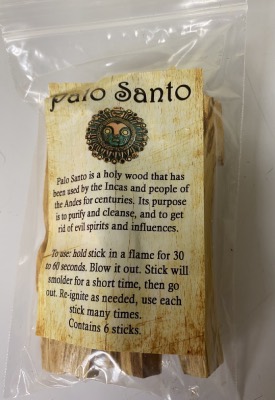 Palo Santo
Palo Santo is a holy wood that has
been used by the Incas and people of
the Andes for centuries. Its purpose
is to purify and cleanse, and to get
rid of evil spirits and influences.
To use: hold stick in a flame for 30
to 60 seconds. Blow it out. Stick will
smolder for a short time, then go
out. Re-ignite as needed, use each
stick many times.
Contains 6 sticks.